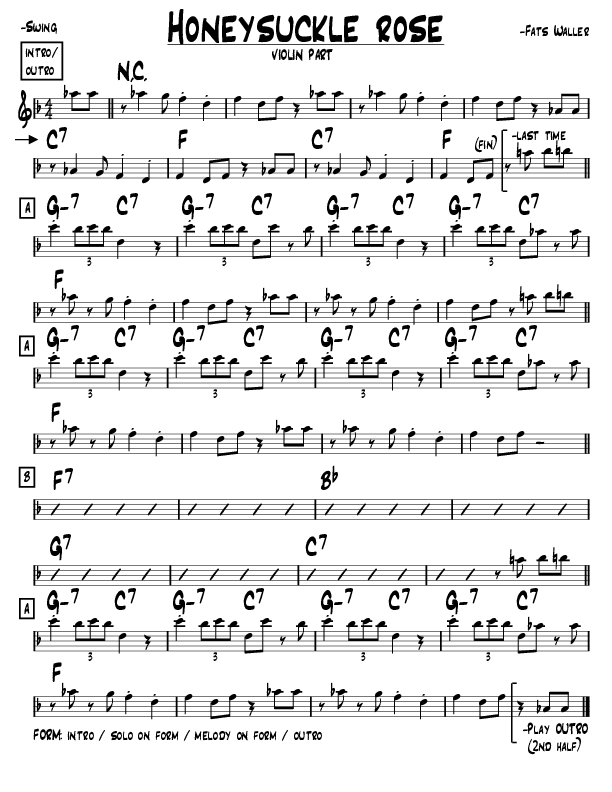 -Swing
Honeysuckle Rose
-Fats Waller
Violin Part
Intro/
Outro
N.C.
C7 F C7 F (Fin) -Last Time
A G-7 C7 G-7 C7 G-7 C7 G-7 C7
3 3 3 3
F
A G-7 C7 G-7 C7 G-7 C7 G-7 C7
3 3 3 3
F
B F7 Bb
G7 C7
A G-7 C7 G-7 C7 G-7 C7 G-7 C7
3 3 3 3
F
Form: Intro / Solo on Form / Melody on Form / Outro
-Play OUTRO
(2nd half)